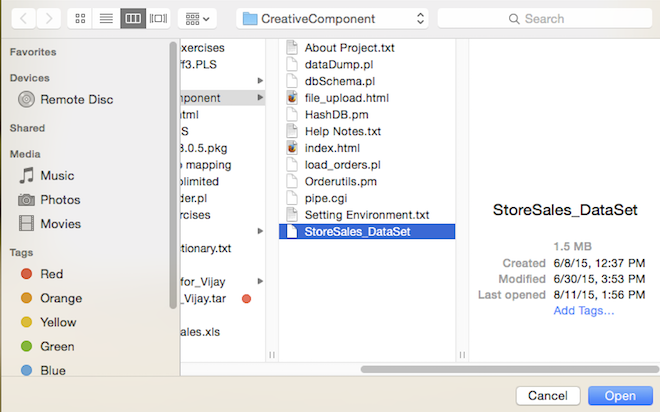 CreativeComponent
Search
Favorites
Devices
Remote Disc
Shared
Media
Music
Photos
Movies
Tags
Red
Orange
Yellow
Green
Blue
xercises
ff3.PLS
mponent
html
S
3.0.5.pkg
o mapping
olimited
der.pl
ercises
ctionary.txt
for_Vijay
_Vijay.tar
ales.xls
About Project.txt
dataDump.pl
dbSchema.pl
file_upload.html
HashDB.pm
Help Notes.txt
index.html
load_orders.pl
Orderutils.pm
pipe.cgi
Setting Environment.txt
StoreSales_DataSet
StoreSales_DataSet
1.5 MB
Created 6/8/15, 12:37 PM
Modified 6/30/15, 3:53 PM
Last opened 8/11/15, 1:56 PM
Add Tags...
Cancel
Open